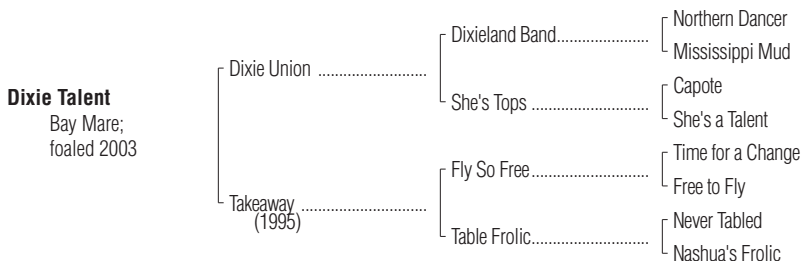 Northern Dancer
Dixieland Band.......................
Mississippi Mud
Dixie Union ...........................
Capote
She's Tops .............................
She's a Talent
Dixie Talent
Bay Mare;
foaled 2003
Time for a Change
Fly So Free.............................
Free to Fly
Takeaway ...............................
(1995)
Never Tabled
Table Frolic.............................
Nashua's Frolic